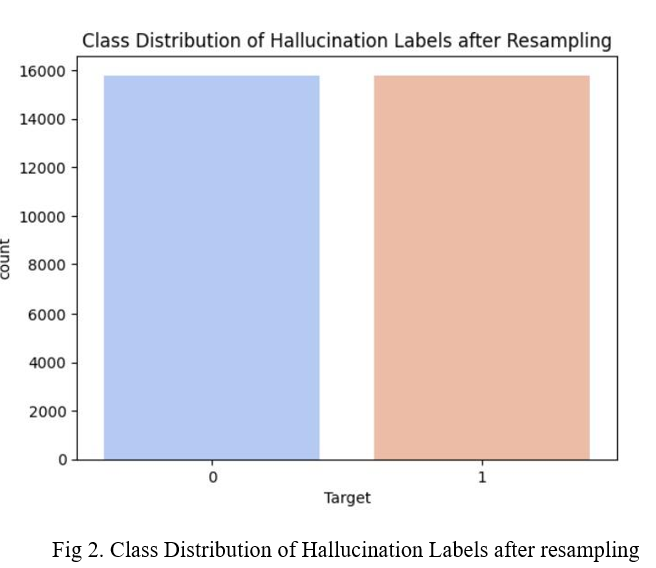 Class Distribution of Hallucination Labels after Resampling
16000
14000
12000
10000
8000
6000
4000
2000
0
count
0 1
Target
Fig 2. Class Distribution of Hallucination Labels after resampling